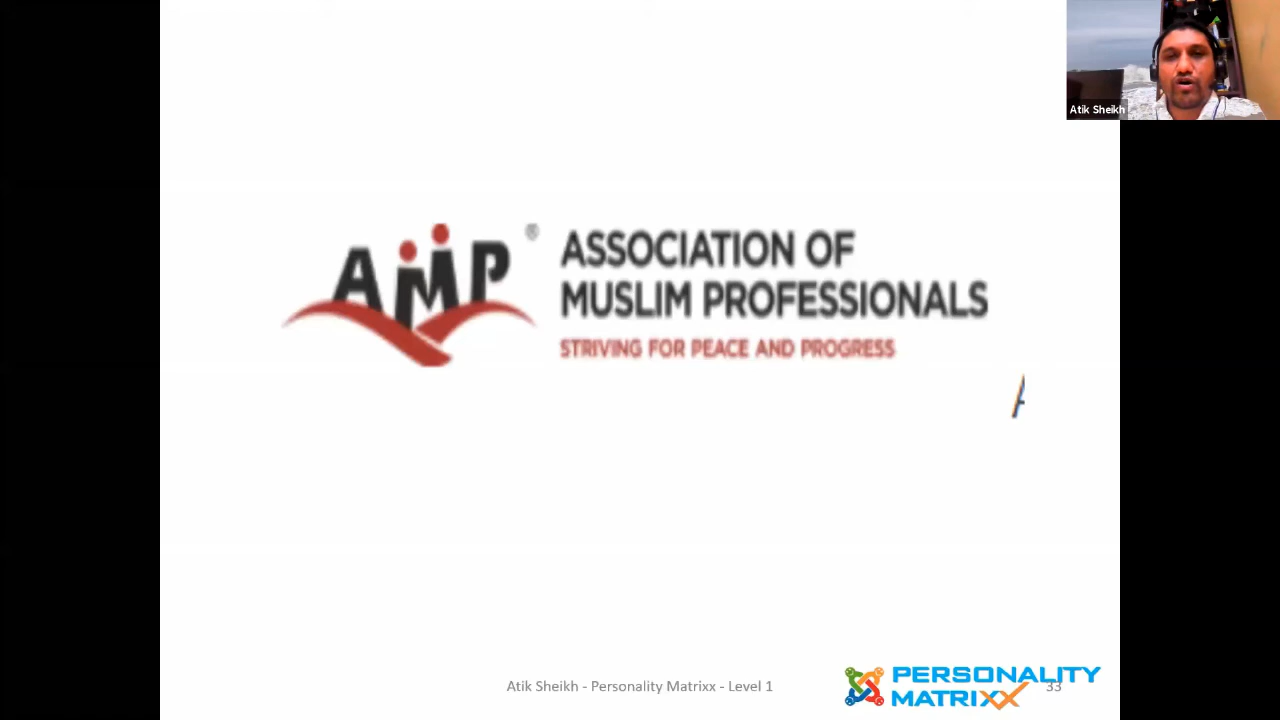 Atik Sheikh
AMP ®
ASSOCIATION OF
MUSLIM PROFESSIONALS
STRIVING FOR PEACE AND PROGRESS
A
Atik Sheikh - Personality Matrixx - Level 1
PERSONALITY
MATRIXX
33